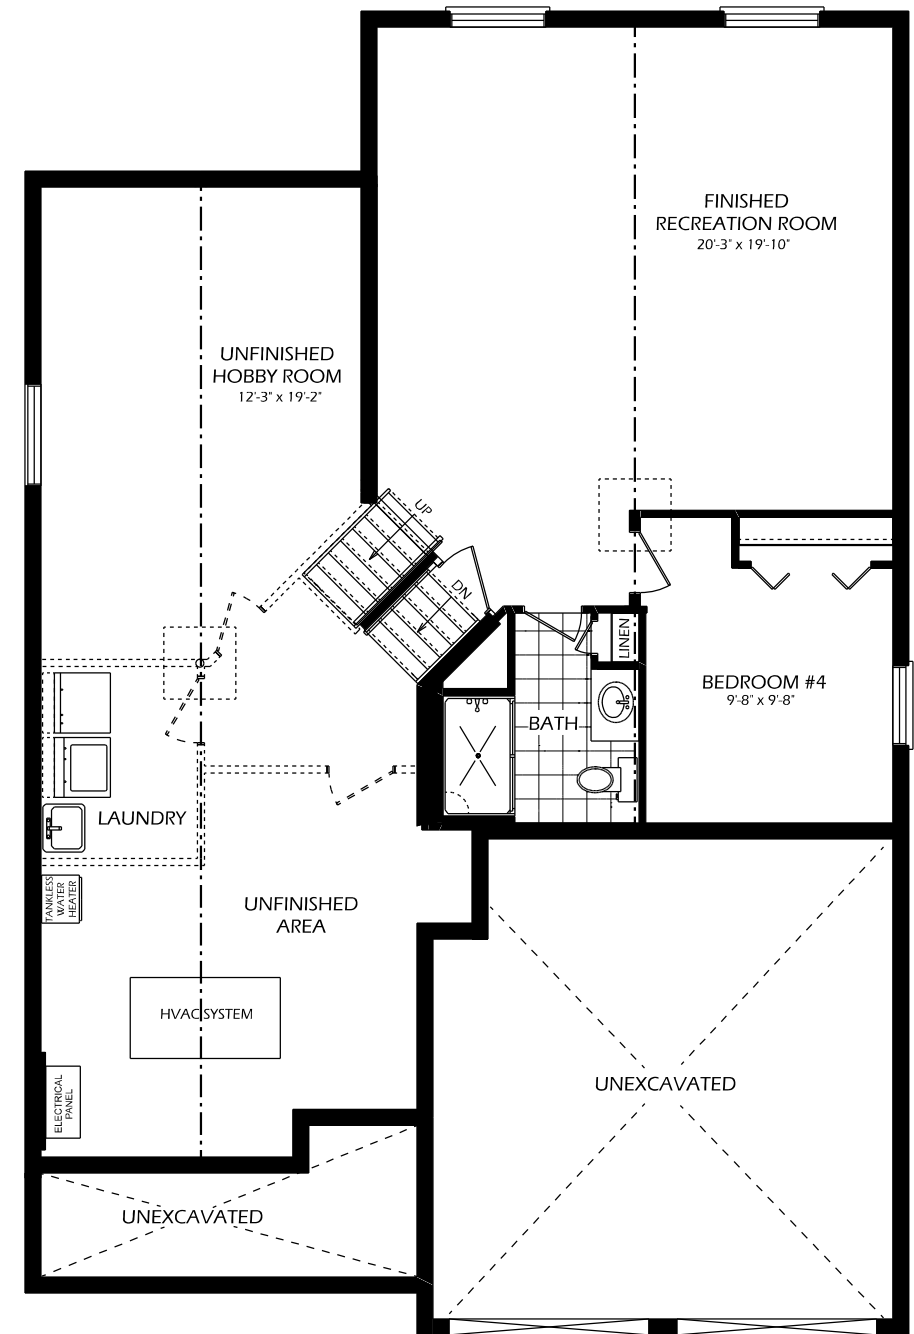 FINISHED
RECREATION ROOM
20'-3" x 19'-10"
UNFINISHED
HOBBY ROOM
12'-3" x 19'-2"
UP
DN
LINEN
BEDROOM #4
9'-8" x 9'-8"
BATH
LAUNDRY
TANKLESS
WATER
HEATER
UNFINISHED
AREA
HVAC SYSTEM
ELECTRICAL
PANEL
UNEXCAVATED
UNEXCAVATED